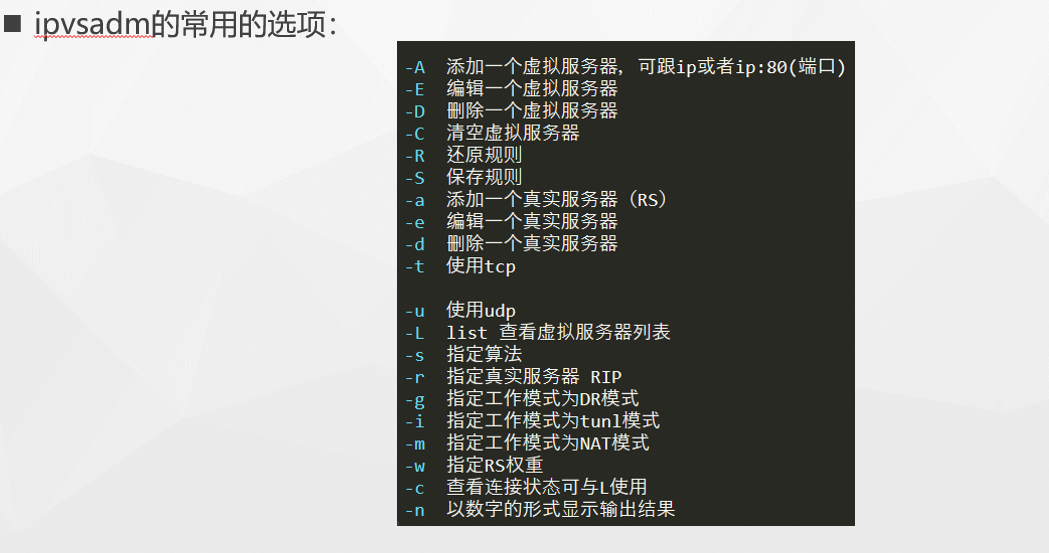 ■ ipvsadm的常用的选项：
-A 添加一个虚拟服务器，可跟ip或者ip:80(端口)
-E 编辑一个虚拟服务器
-D 删除一个虚拟服务器
-C 清空虚拟服务器
-R 还原规则
-S 保存规则
-a 添加一个真实服务器（RS）
-e 编辑一个真实服务器
-d 删除一个真实服务器
-t 使用tcp
-u 使用udp
-L list 查看虚拟服务器列表
-s 指定算法
-r 指定真实服务器 RIP
-g 指定工作模式为DR模式
-i 指定工作模式为tunl模式
-m 指定工作模式为NAT模式
-w 指定RS权重
-c 查看连接状态可与L使用
-n 以数字的形式显示输出结果